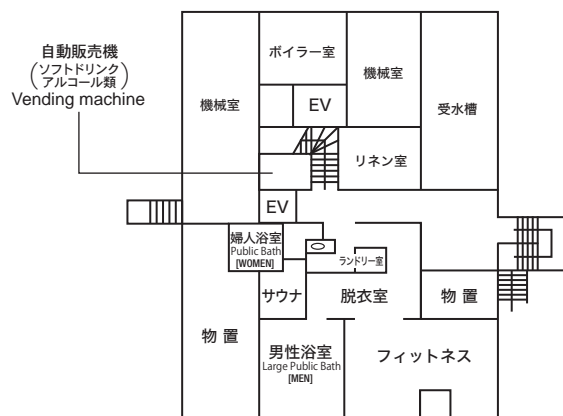 自動販売機
(ソフトドリンク
アルコール類)
Vending machine
機械室
ボイラー室
EV
機械室
受水槽
リネン室
EV
婦人浴室
Public Bath
[WOMEN]
ランドリー室
サウナ
脱衣室
物 置
物 置
男性浴室
Large Public Bath
[MEN]
フィットネス